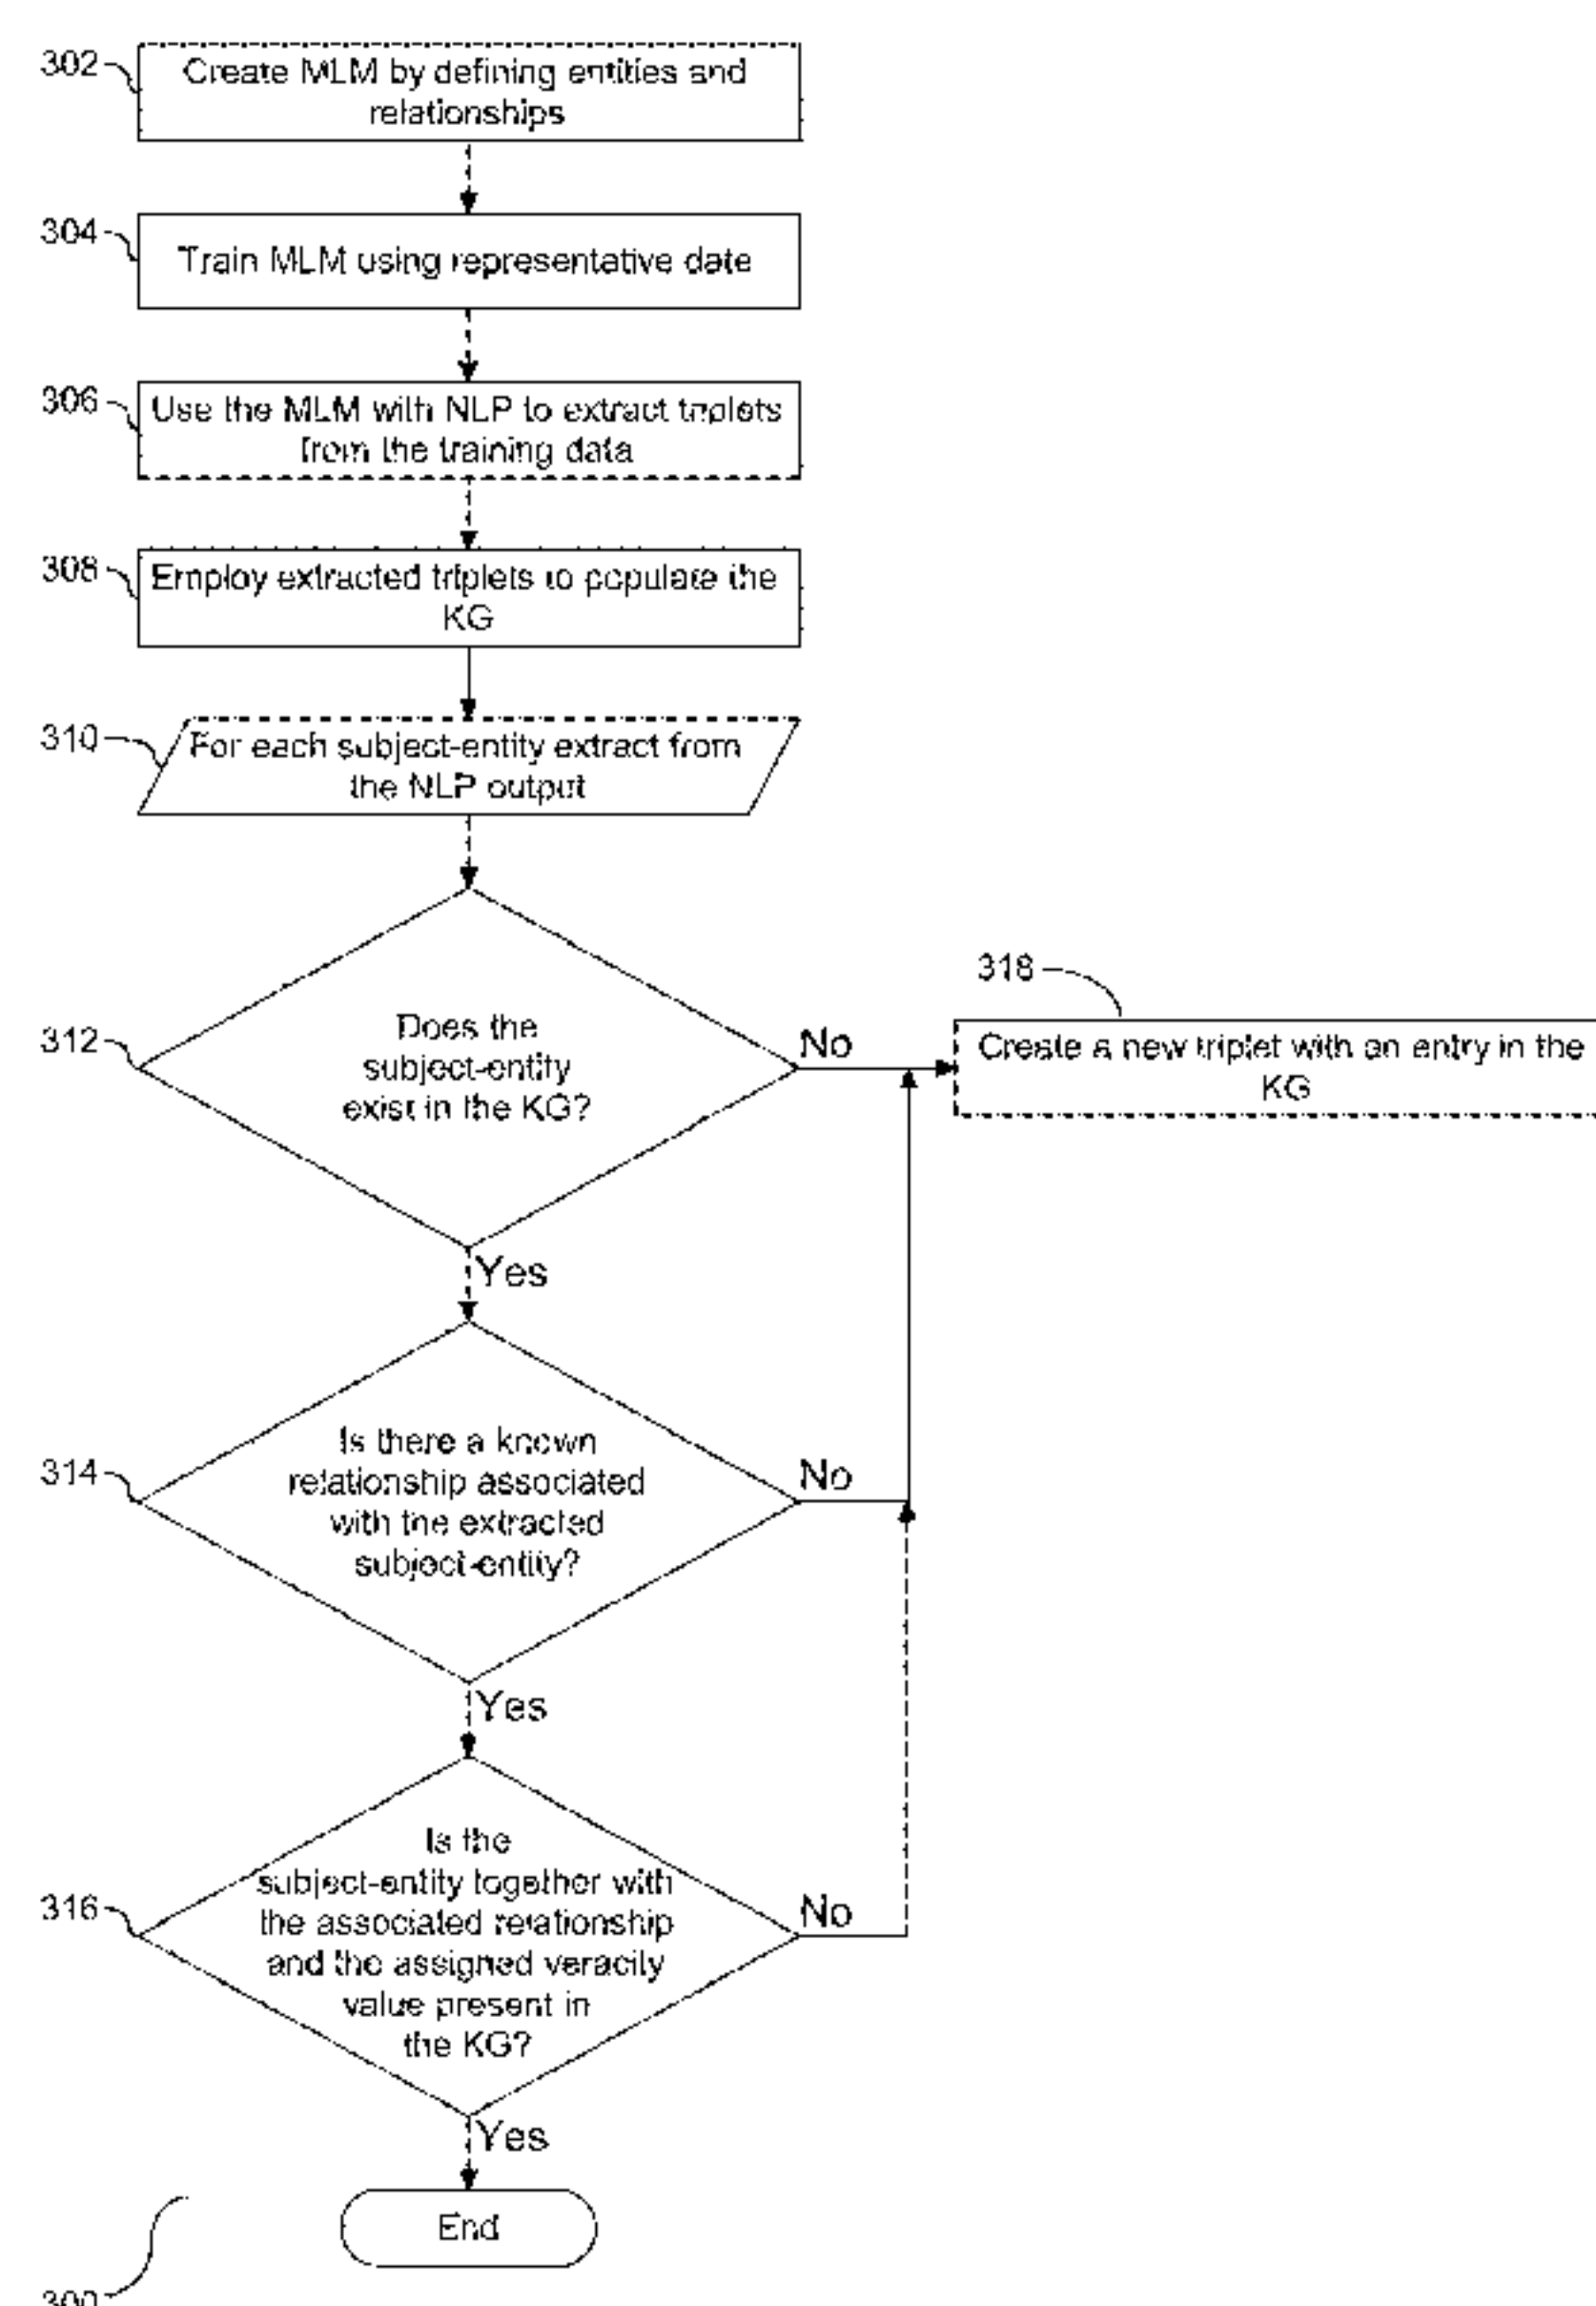 302
Create MLM by defining entities and
relationships
304
Train MLM using representative date
306
Use the MLM with NLP to extract triplets
from the training data
308
Employ extracted triplets to populate the
KG
310
For each subject-entity extract from
the NLP output
312
Does the
subject-entity
exist in the KG?
No
318
Create a new triplet with an entry in the
KG
Yes
314
Is there a known
relationship associated
with the extracted
subject-entity?
No
Yes
316
Is the
subject-entity together with
the associated relationship
and the assigned veracity
value present in
the KG?
No
Yes
End
300